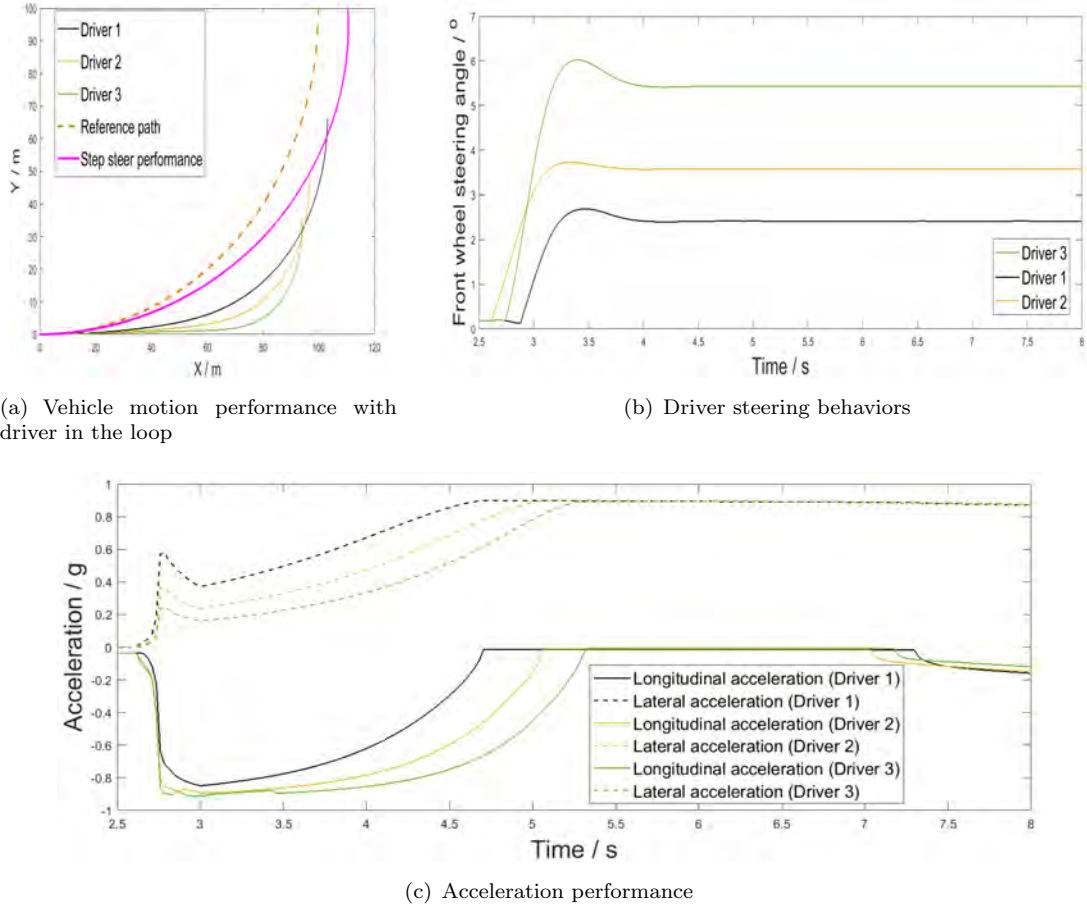 100
90
80
70
60
50
40
30
20
10
0
Y / m
Driver 1
Driver 2
Driver 3
Reference path
Step steer performance
0 20 40 60 80 100 120
X / m
(a) Vehicle motion performance with
driver in the loop
Front wheel steering angle / °
7
6
5
4
3
2
1
0
Driver 3
Driver 1
Driver 2
2.5 3 3.5 4 4.5 5 5.5 6 6.5 7 7.5 8
Time / s
(b) Driver steering behaviors
Acceleration / g
1
0.8
0.6
0.4
0.2
0
-0.2
-0.4
-0.6
-0.8
-1
Longitudinal acceleration (Driver 1)
Lateral acceleration (Driver 1)
Longitudinal acceleration (Driver 2)
Lateral acceleration (Driver 2)
Longitudinal acceleration (Driver 3)
Lateral acceleration (Driver 3)
2.5 3 3.5 4 4.5 5 5.5 6 6.5 7 7.5 8
Time / s
(c) Acceleration performance